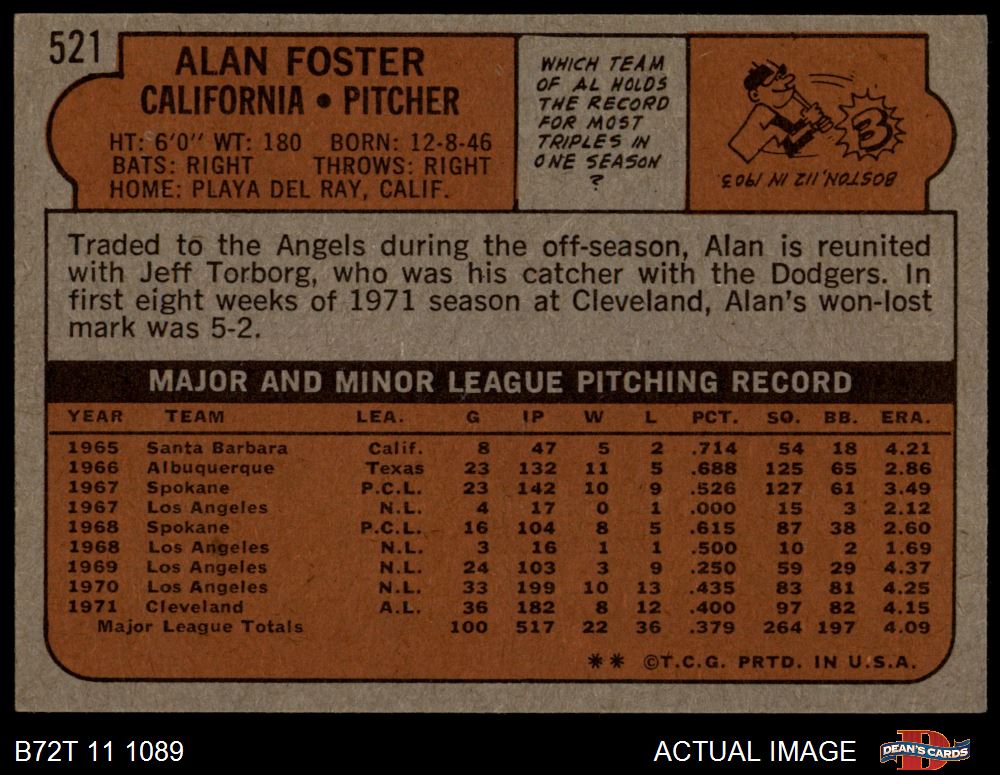 521
ALAN FOSTER
CALIFORNIA • PITCHER
HT: 6'0" WT: 180 BORN: 12-8-46
BATS: RIGHT THROWS: RIGHT
HOME: PLAYA DEL RAY, CALIF.
WHICH TEAM
OF AL HOLDS
THE RECORD
FOR MOST
TRIPLES IN
ONE SEASON
?
3
BOSTON, 112 IN 1903.
Traded to the Angels during the off-season, Alan is reunited
with Jeff Torborg, who was his catcher with the Dodgers. In
first eight weeks of 1971 season at Cleveland, Alan's won-lost
mark was 5-2.
MAJOR AND MINOR LEAGUE PITCHING RECORD
YEAR TEAM LEA. G IP W L PCT. SO. BB. ERA.
1965 Santa Barbara Calif. 8 47 5 2 .714 54 18 4.21
1966 Albuquerque Texas 23 132 11 5 .688 125 65 2.86
1967 Spokane P.C.L. 23 142 10 9 .526 127 61 3.49
1967 Los Angeles N.L. 4 17 0 1 .000 15 3 2.12
1968 Spokane P.C.L. 16 104 8 5 .615 87 38 2.60
1968 Los Angeles N.L. 3 16 1 1 .500 10 2 1.69
1969 Los Angeles N.L. 24 103 3 9 .250 59 29 4.37
1970 Los Angeles N.L. 33 199 10 13 .435 83 81 4.25
1971 Cleveland A.L. 36 182 8 12 .400 97 82 4.15
Major League Totals 100 517 22 36 .379 264 197 4.09
** ©T.C.G. PRTD. IN U.S.A.
B72T 11 1089
ACTUAL IMAGE
D
DEAN'S CARDS